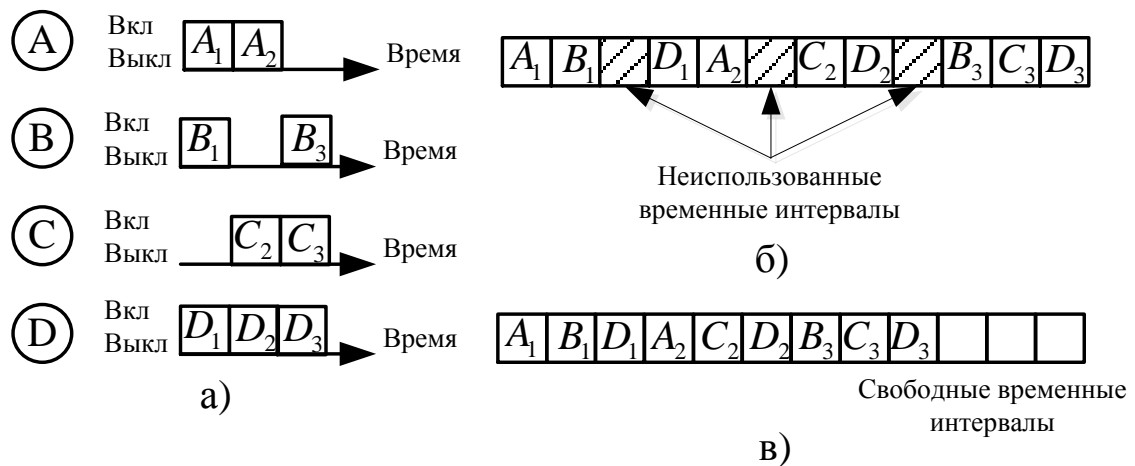 A Вкл
Выкл A₁ A₂ Время
B Вкл
Выкл B₁ B₃ Время
C Вкл
Выкл C₂ C₃ Время
D Вкл
Выкл D₁ D₂ D₃ Время
а)
A₁ B₁ D₁ A₂ C₂ D₂ B₃ C₃ D₃
Неиспользованные
временные интервалы
б)
A₁ B₁ D₁ A₂ C₂ D₂ B₃ C₃ D₃
Свободные временные
интервалы
в)